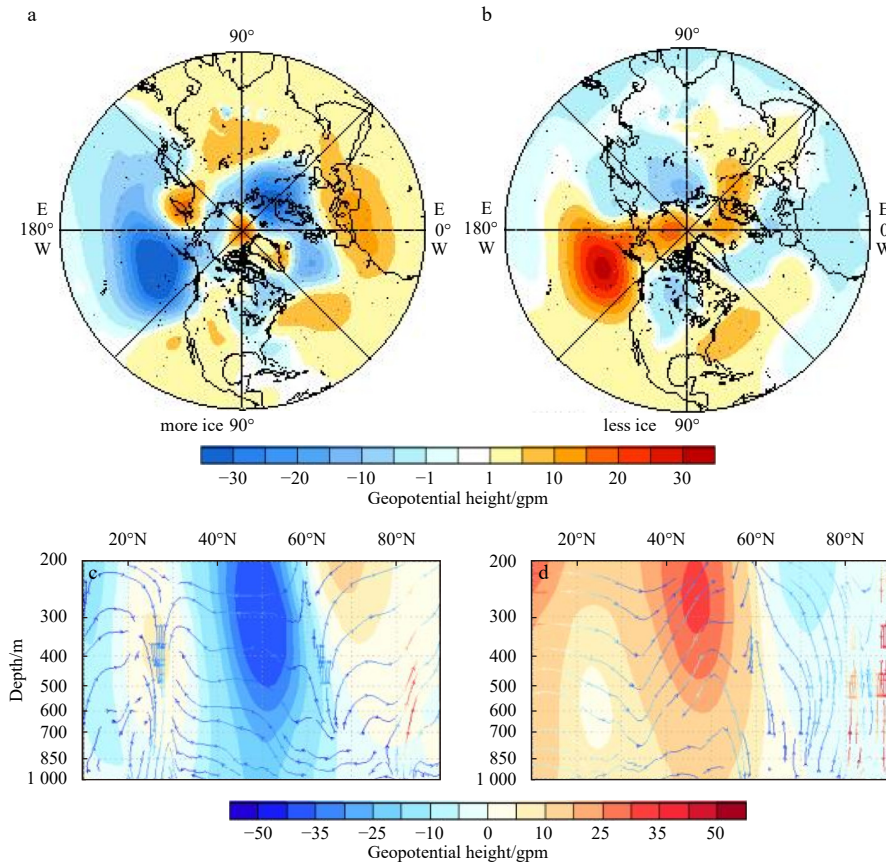 a
b
90°
90°
E
180°
W
E
0°
W
E
180°
W
E
0°
W
more ice 90°
less ice 90°
−30 −20 −10 −1 1 10 20 30
Geopotential height/gpm
20°N 40°N 60°N 80°N
20°N 40°N 60°N 80°N
c
d
Depth/m
200
300
400
500
600
700
850
1 000
200
300
400
500
600
700
850
1 000
−50 −35 −25 −10 0 10 25 35 50
Geopotential height/gpm